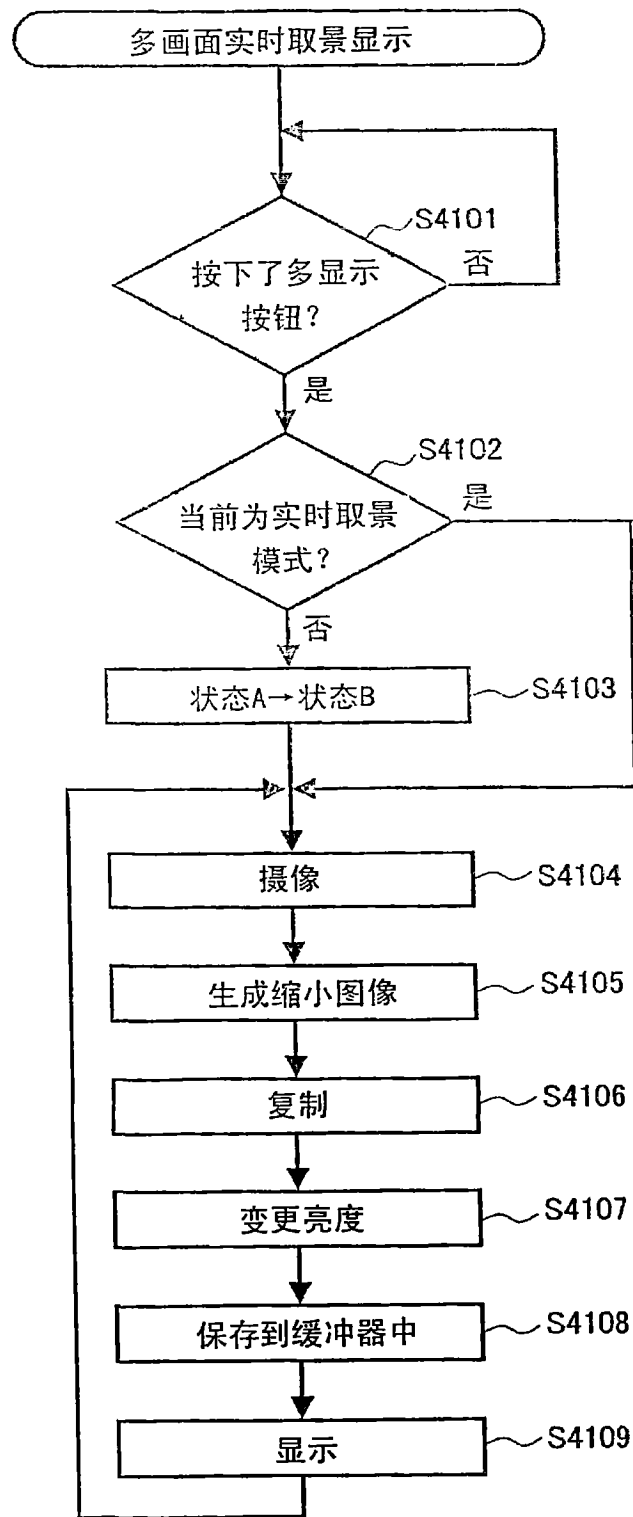 多画面实时取景显示
S4101
按下了多显示
按钮?
否
是
S4102
当前为实时取景
模式?
是
否
状态A→状态B
S4103
摄像
S4104
生成缩小图像
S4105
复制
S4106
变更亮度
S4107
保存到缓冲器中
S4108
显示
S4109